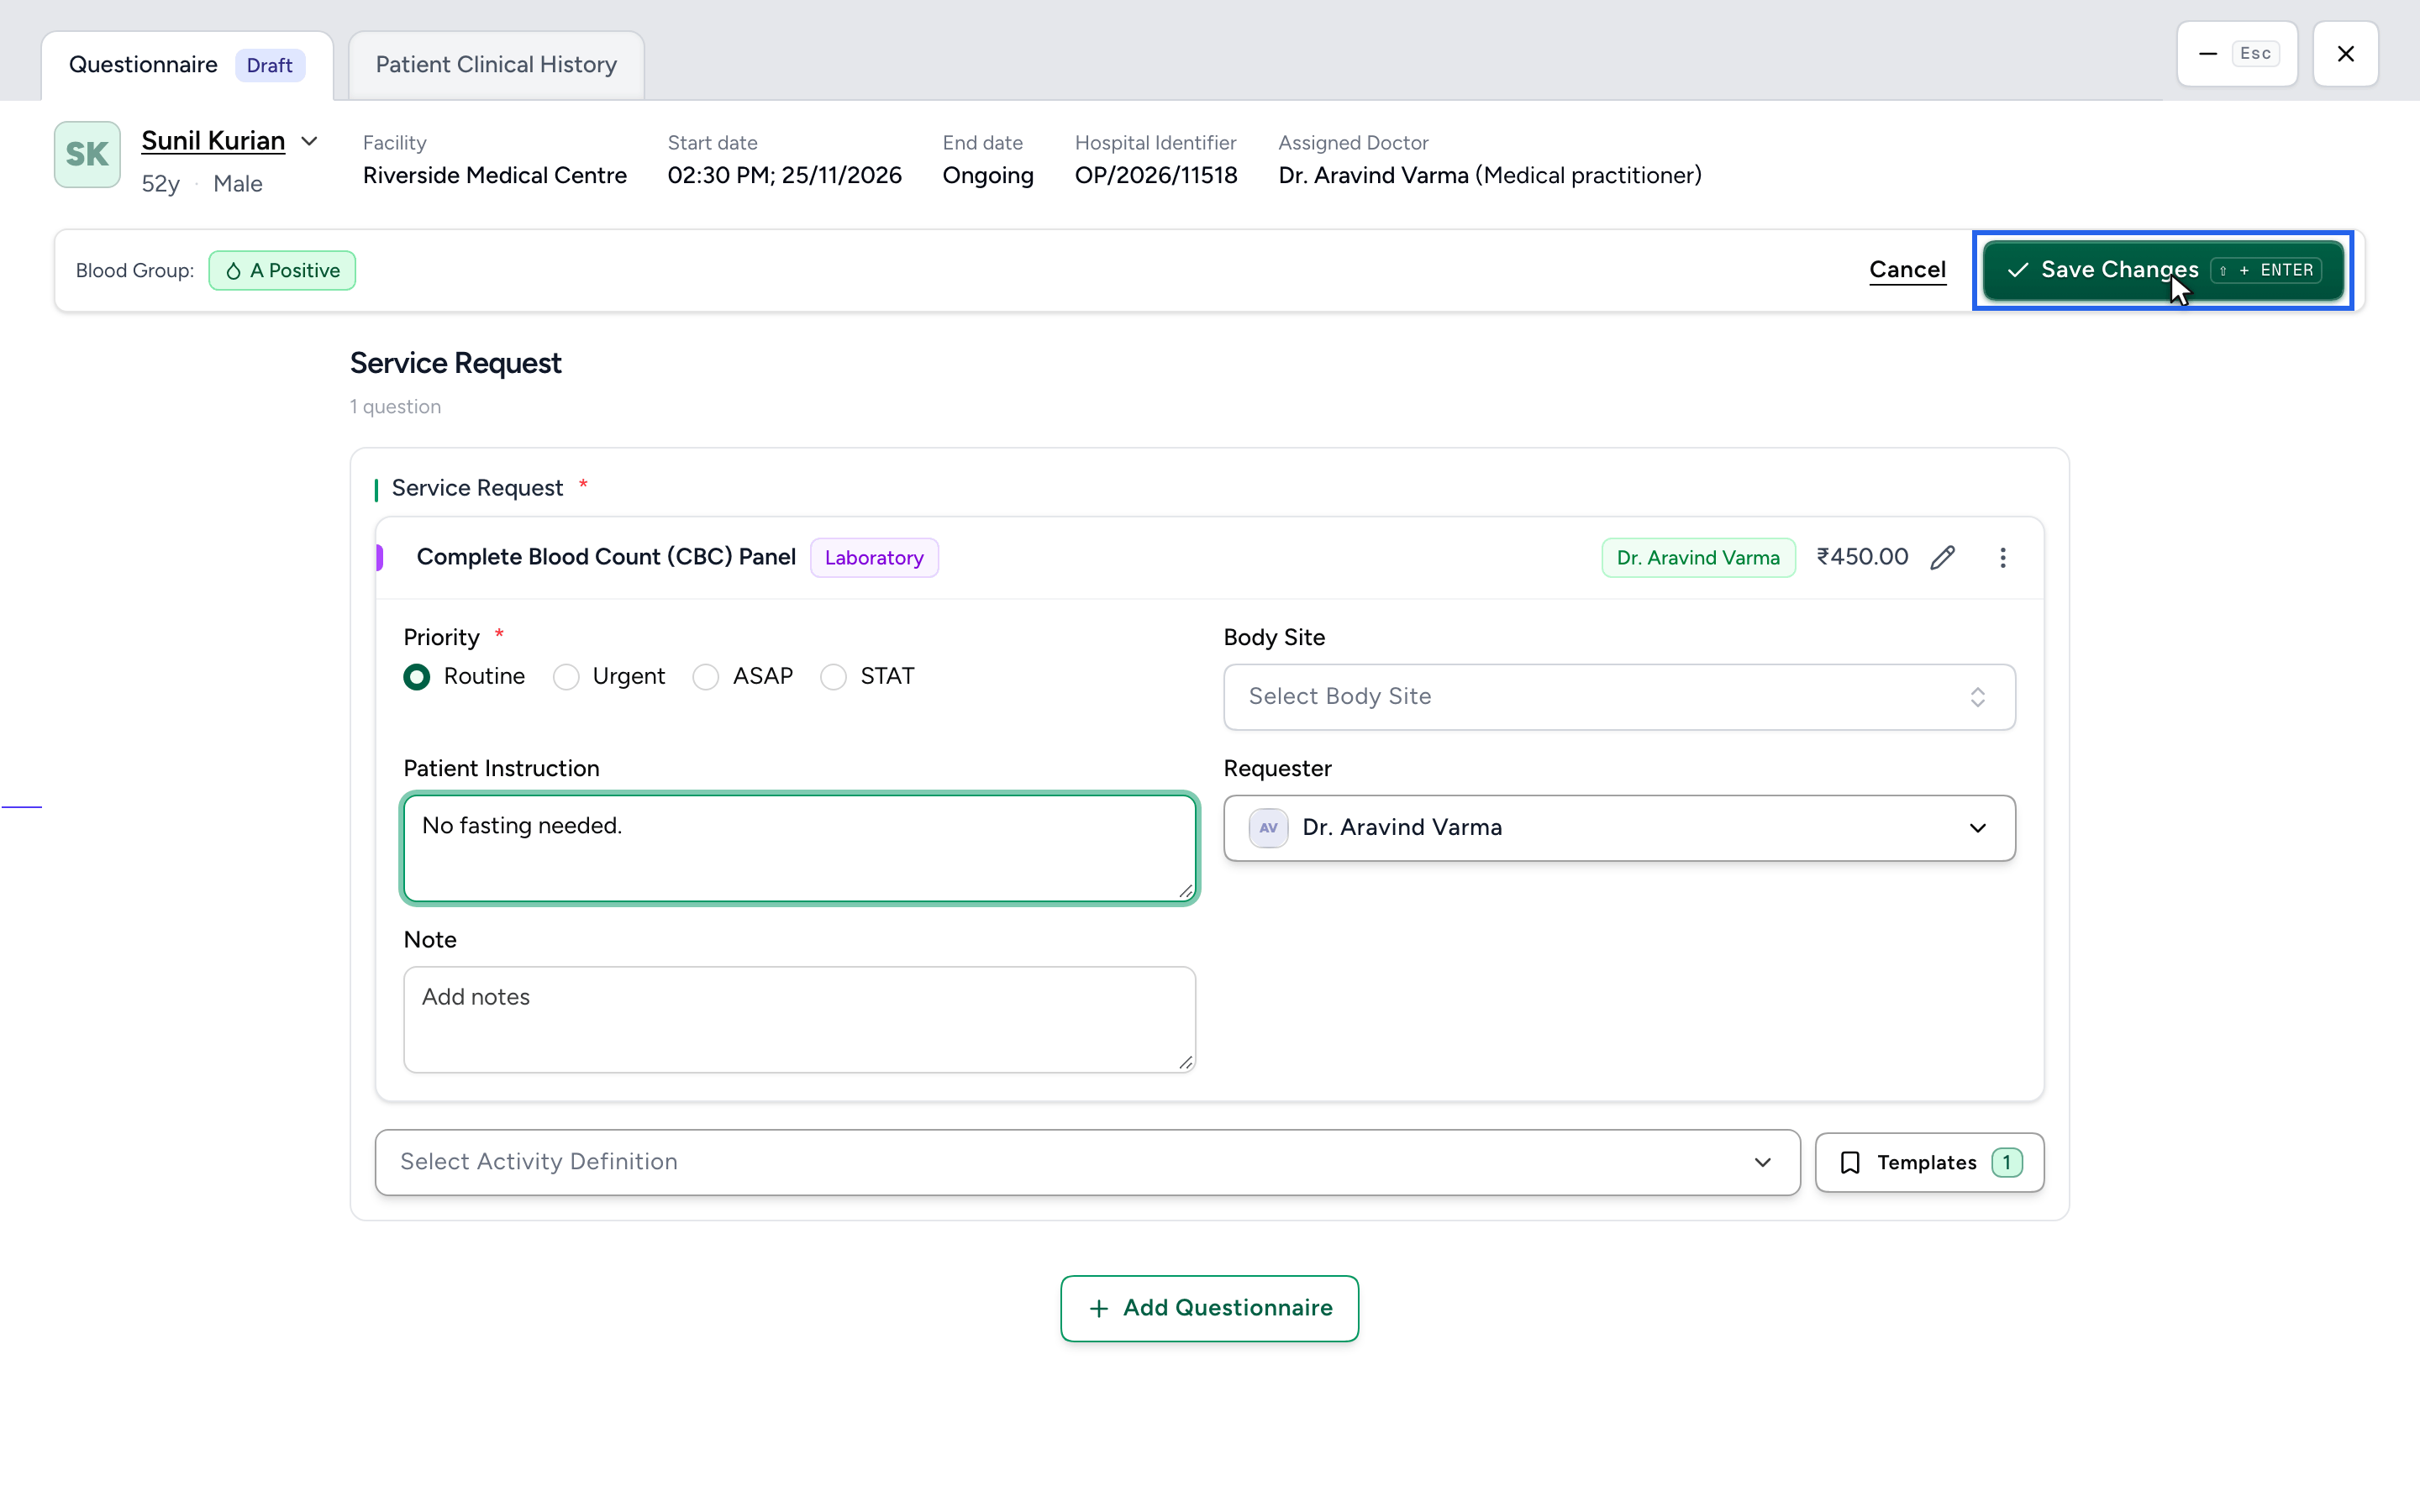 Questionnaire Draft
Patient Clinical History
Esc
SK
Sunil Kurian
52y · Male
Facility
Riverside Medical Centre
Start date
02:30 PM; 25/11/2026
End date
Ongoing
Hospital Identifier
OP/2026/11518
Assigned Doctor
Dr. Aravind Varma (Medical practitioner)
Blood Group: A Positive
Cancel
Save Changes ⇧ + ENTER
Service Request
1 question
Service Request *
Complete Blood Count (CBC) Panel Laboratory
Dr. Aravind Varma ₹450.00
Priority *
Routine Urgent ASAP STAT
Body Site
Select Body Site
Patient Instruction
No fasting needed.
Requester
AV Dr. Aravind Varma
Note
Add notes
Select Activity Definition
Templates 1
+ Add Questionnaire